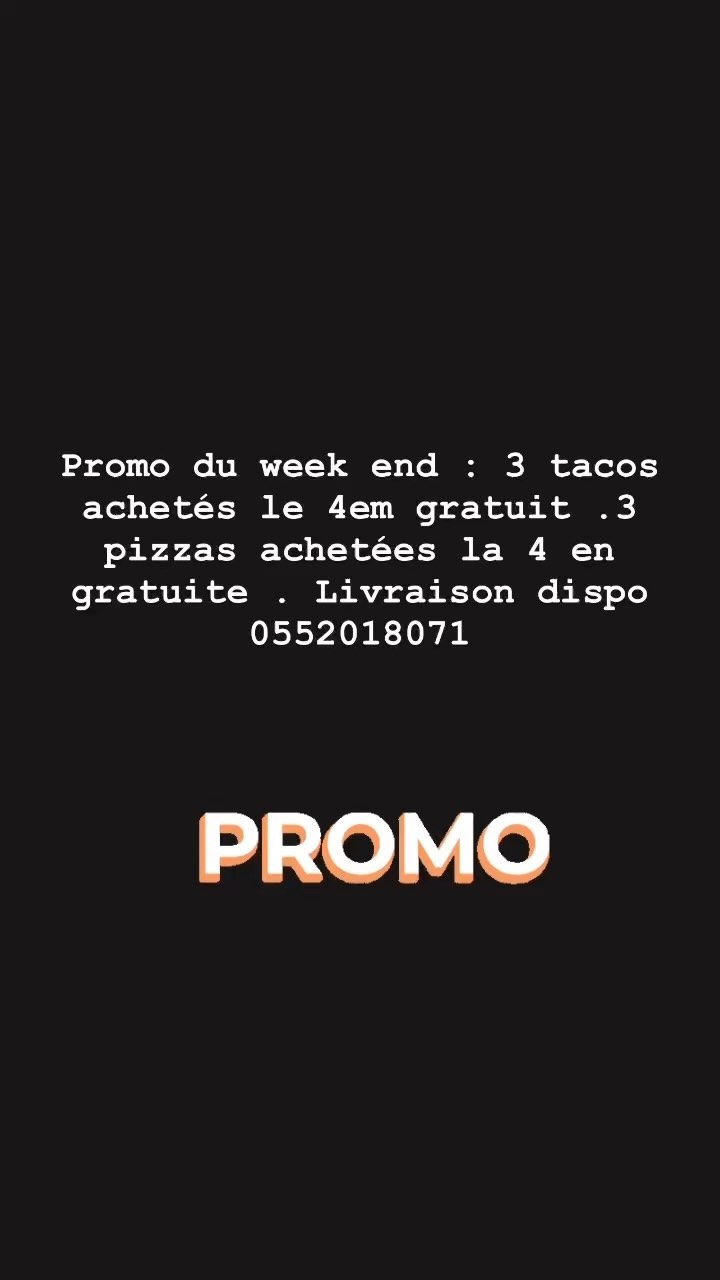 Promo du week end : 3 tacos
achetés le 4em gratuit .3
pizzas achetées la 4 en
gratuite . Livraison dispo
0552018071
PROMO